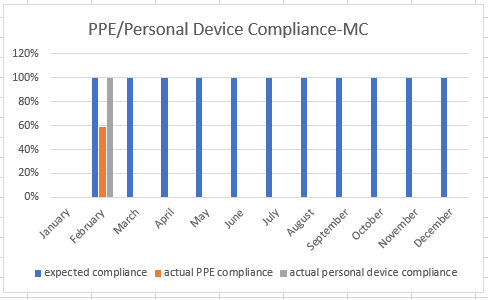 PPE/Personal Device Compliance-MC
120%
100%
80%
60%
40%
20%
0%
January
February
March
April
May
June
July
August
September
October
November
December
expected compliance actual PPE compliance actual personal device compliance